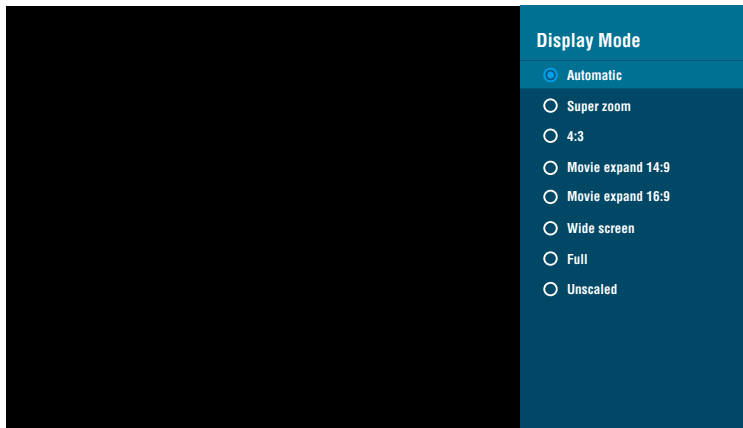 Display Mode
Automatic
Super zoom
4:3
Movie expand 14:9
Movie expand 16:9
Wide screen
Full
Unscaled